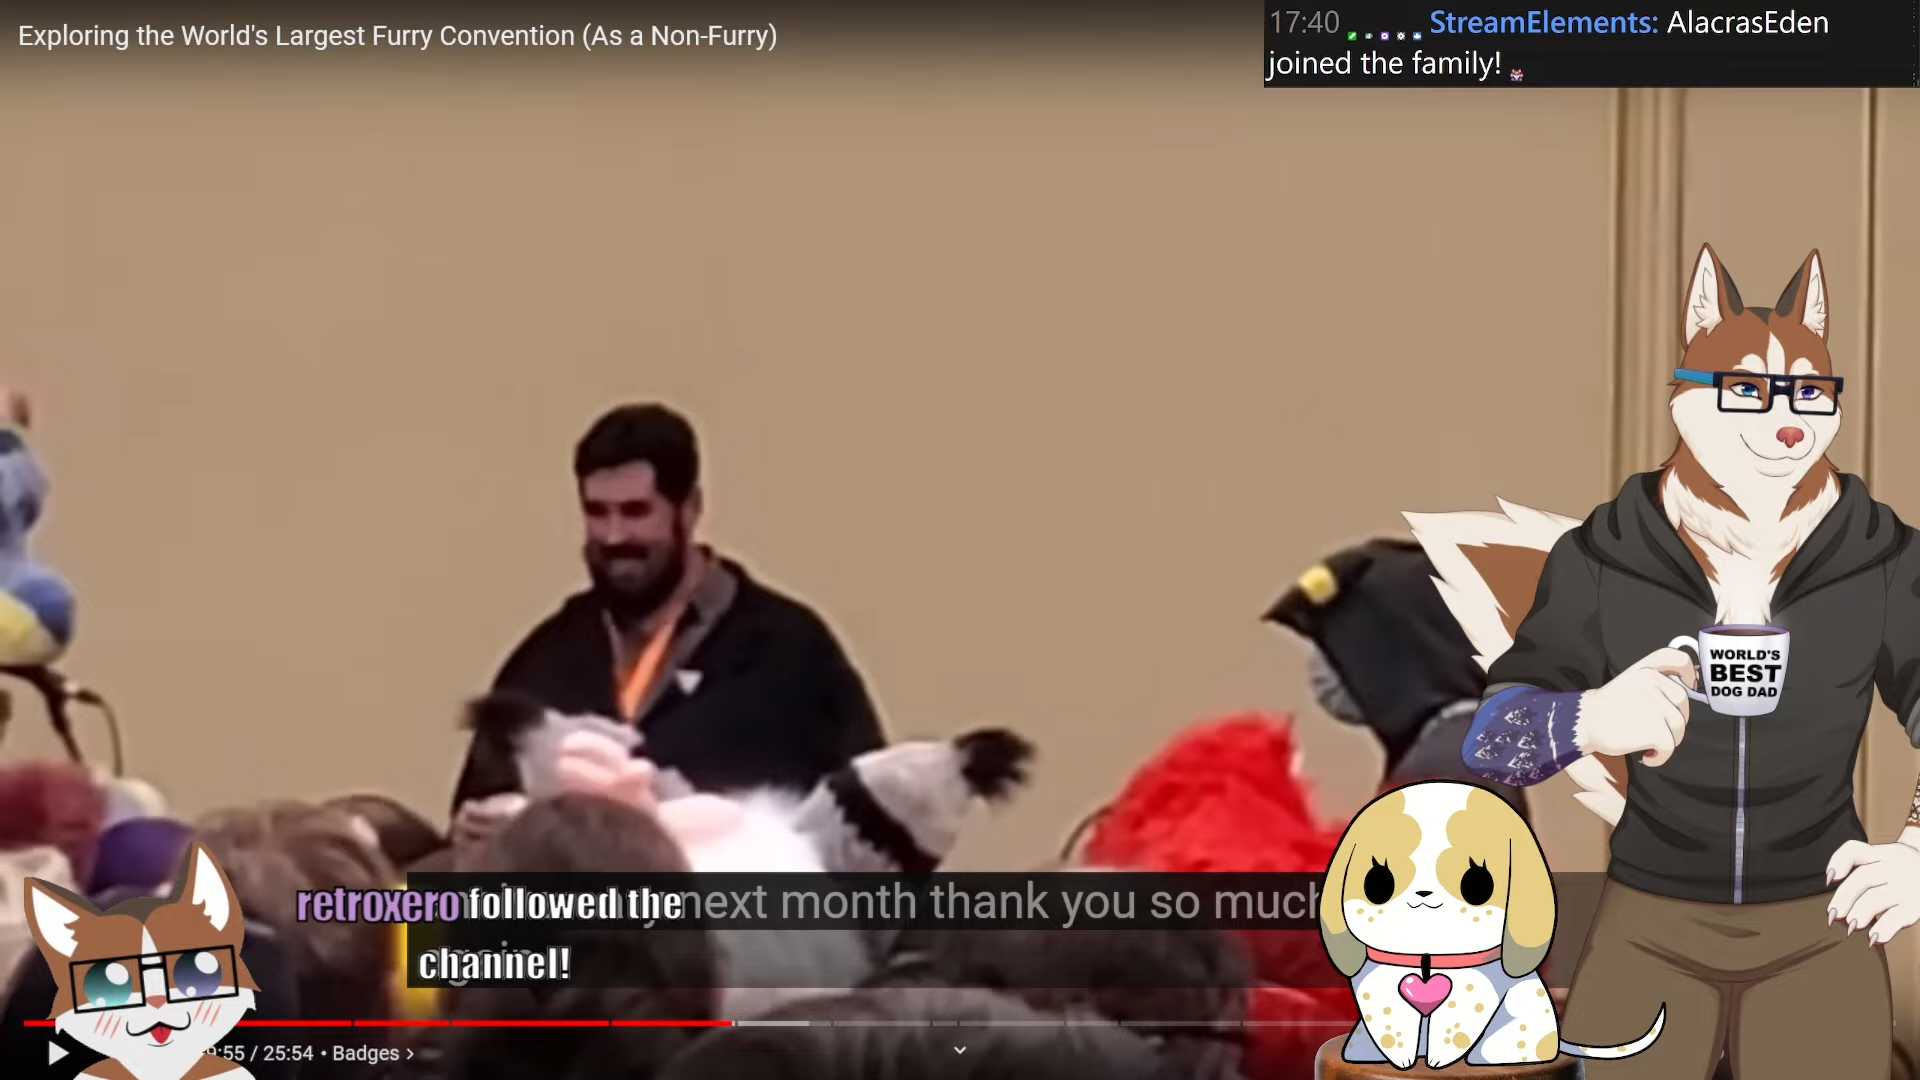 Exploring the World's Largest Furry Convention (As a Non-Furry)
17:40 StreamElements: AlacrasEden
joined the family!
WORLD'S
BEST
DOG DAD
retroxero followed the
channel!
next month thank you so much
again
:55 / 25:54 • Badges ›